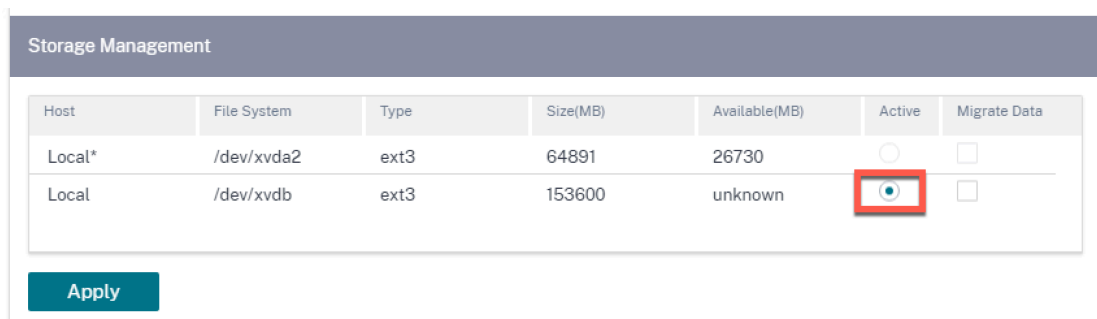 Storage Management
Host File System Type Size(MB) Available(MB) Active Migrate Data
Local* /dev/xvda2 ext3 64891 26730
Local /dev/xvdb ext3 153600 unknown
Apply